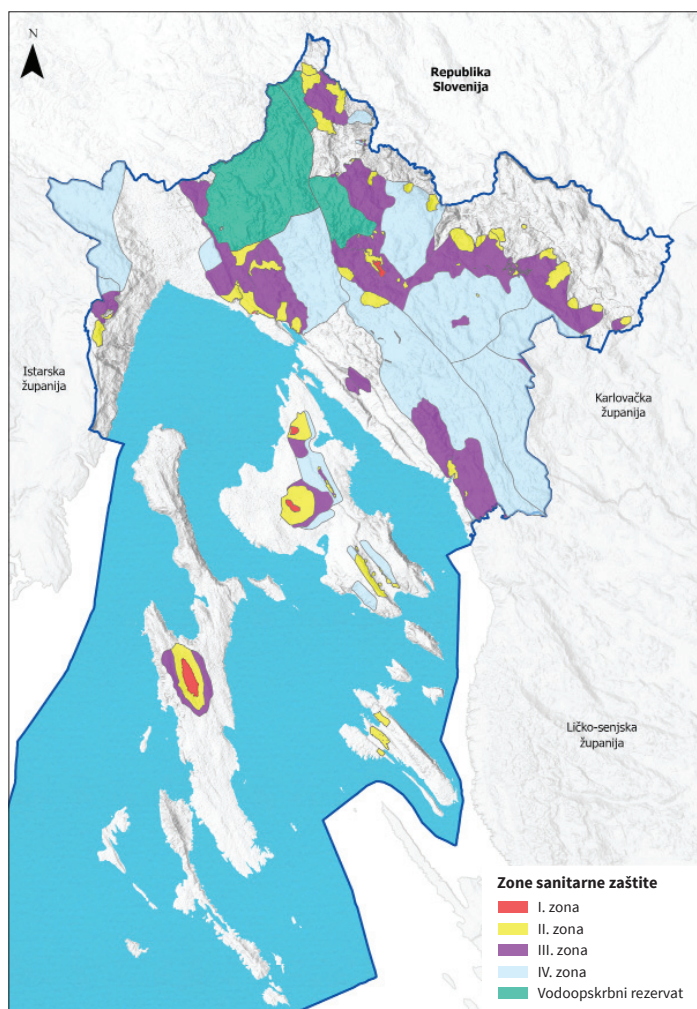 N
Republika
Slovenija
Istarska
županija
Karlovačka
županija
Ličko-senjska
županija
Zone sanitarne zaštite
I. zona
II. zona
III. zona
IV. zona
Vodoopskrbni rezervat